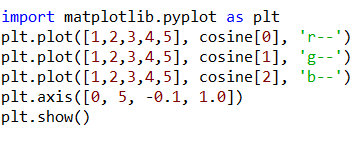 import matplotlib.pyplot as plt
plt.plot([1,2,3,4,5], cosine[0], 'r--')
plt.plot([1,2,3,4,5], cosine[1], 'g--')
plt.plot([1,2,3,4,5], cosine[2], 'b--')
plt.axis([0, 5, -0.1, 1.0])
plt.show()